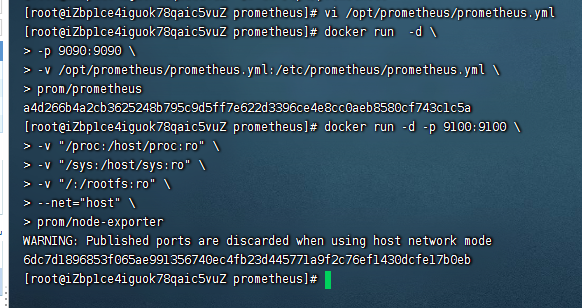 [root@iZbp1ce4iguok78qaic5vuZ prometheus]# vi /opt/prometheus/prometheus.yml
[root@iZbp1ce4iguok78qaic5vuZ prometheus]# docker run  -d \
> -p 9090:9090 \
> -v /opt/prometheus/prometheus.yml:/etc/prometheus/prometheus.yml \
> prom/prometheus
a4d266b4a2cb3625248b795c9d5ff7e622d3396ce4e8cc0aeb8580cf743c1c5a
[root@iZbp1ce4iguok78qaic5vuZ prometheus]# docker run -d -p 9100:9100 \
> -v "/proc:/host/proc:ro" \
> -v "/sys:/host/sys:ro" \
> -v "/:/rootfs:ro" \
> --net="host" \
> prom/node-exporter
WARNING: Published ports are discarded when using host network mode
6dc7d1896853f065ae991356740ec4fb23d445771a9f2c76ef1430dcfe17b0eb
[root@iZbp1ce4iguok78qaic5vuZ prometheus]#